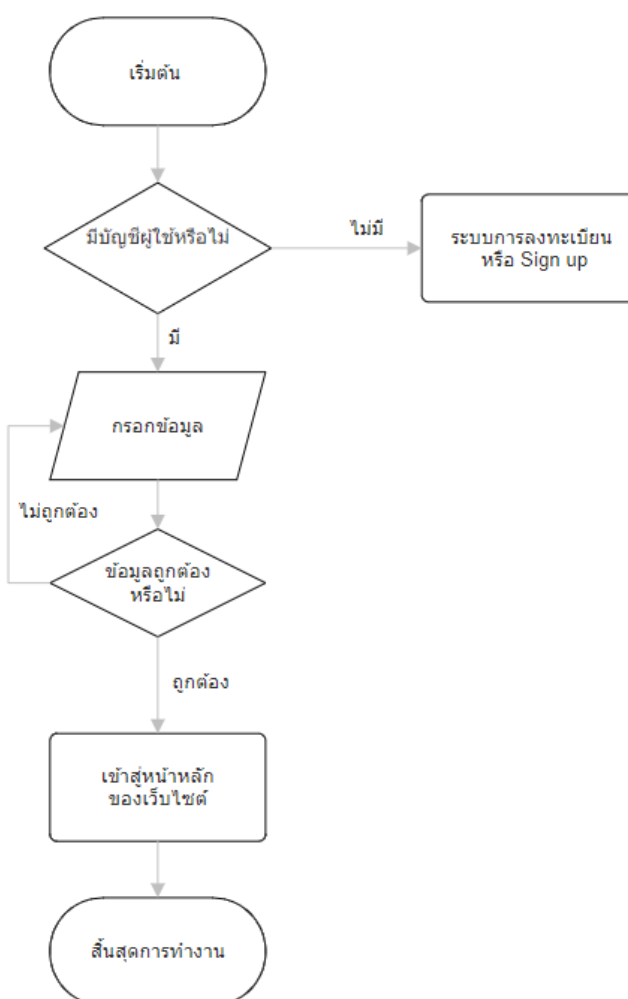 เริ่มต้น
มีบัญชีผู้ใช้หรือไม่
ไม่มี
ระบบการลงทะเบียน
หรือ Sign up
มี
กรอกข้อมูล
ไม่ถูกต้อง
ข้อมูลถูกต้อง
หรือไม่
ถูกต้อง
เข้าสู่หน้าหลัก
ของเว็บไซต์
สิ้นสุดการทำงาน